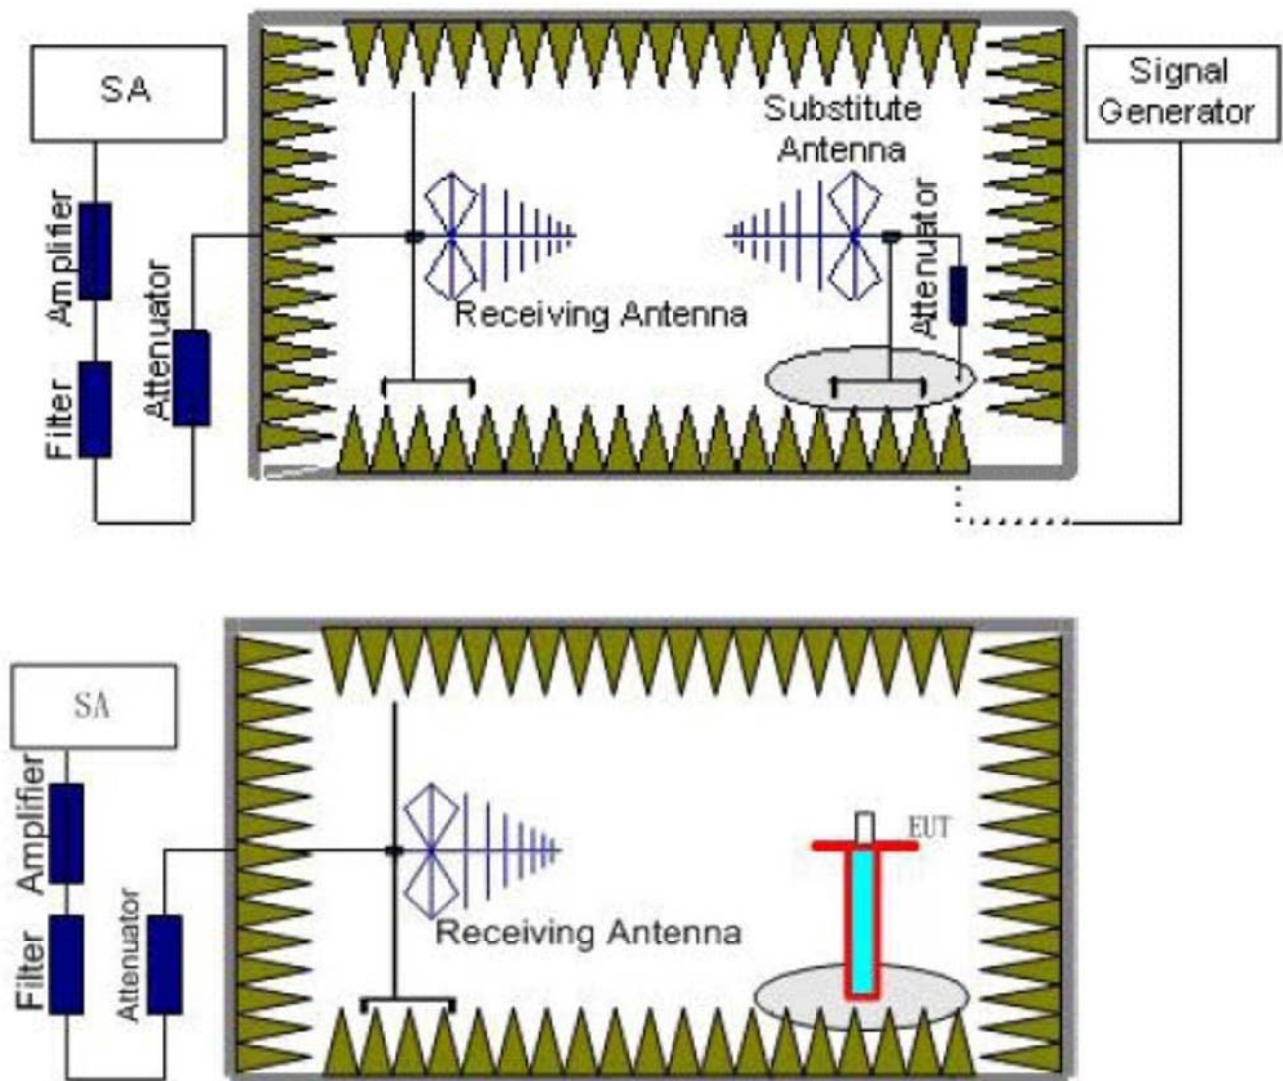 SA
Signal
Generator
Substitute
Antenna
Amplifier
Attenuator
Attenuator
Receiving Antenna
Filter
SA
Amplifier
EUT
Attenuator
Receiving Antenna
Filter